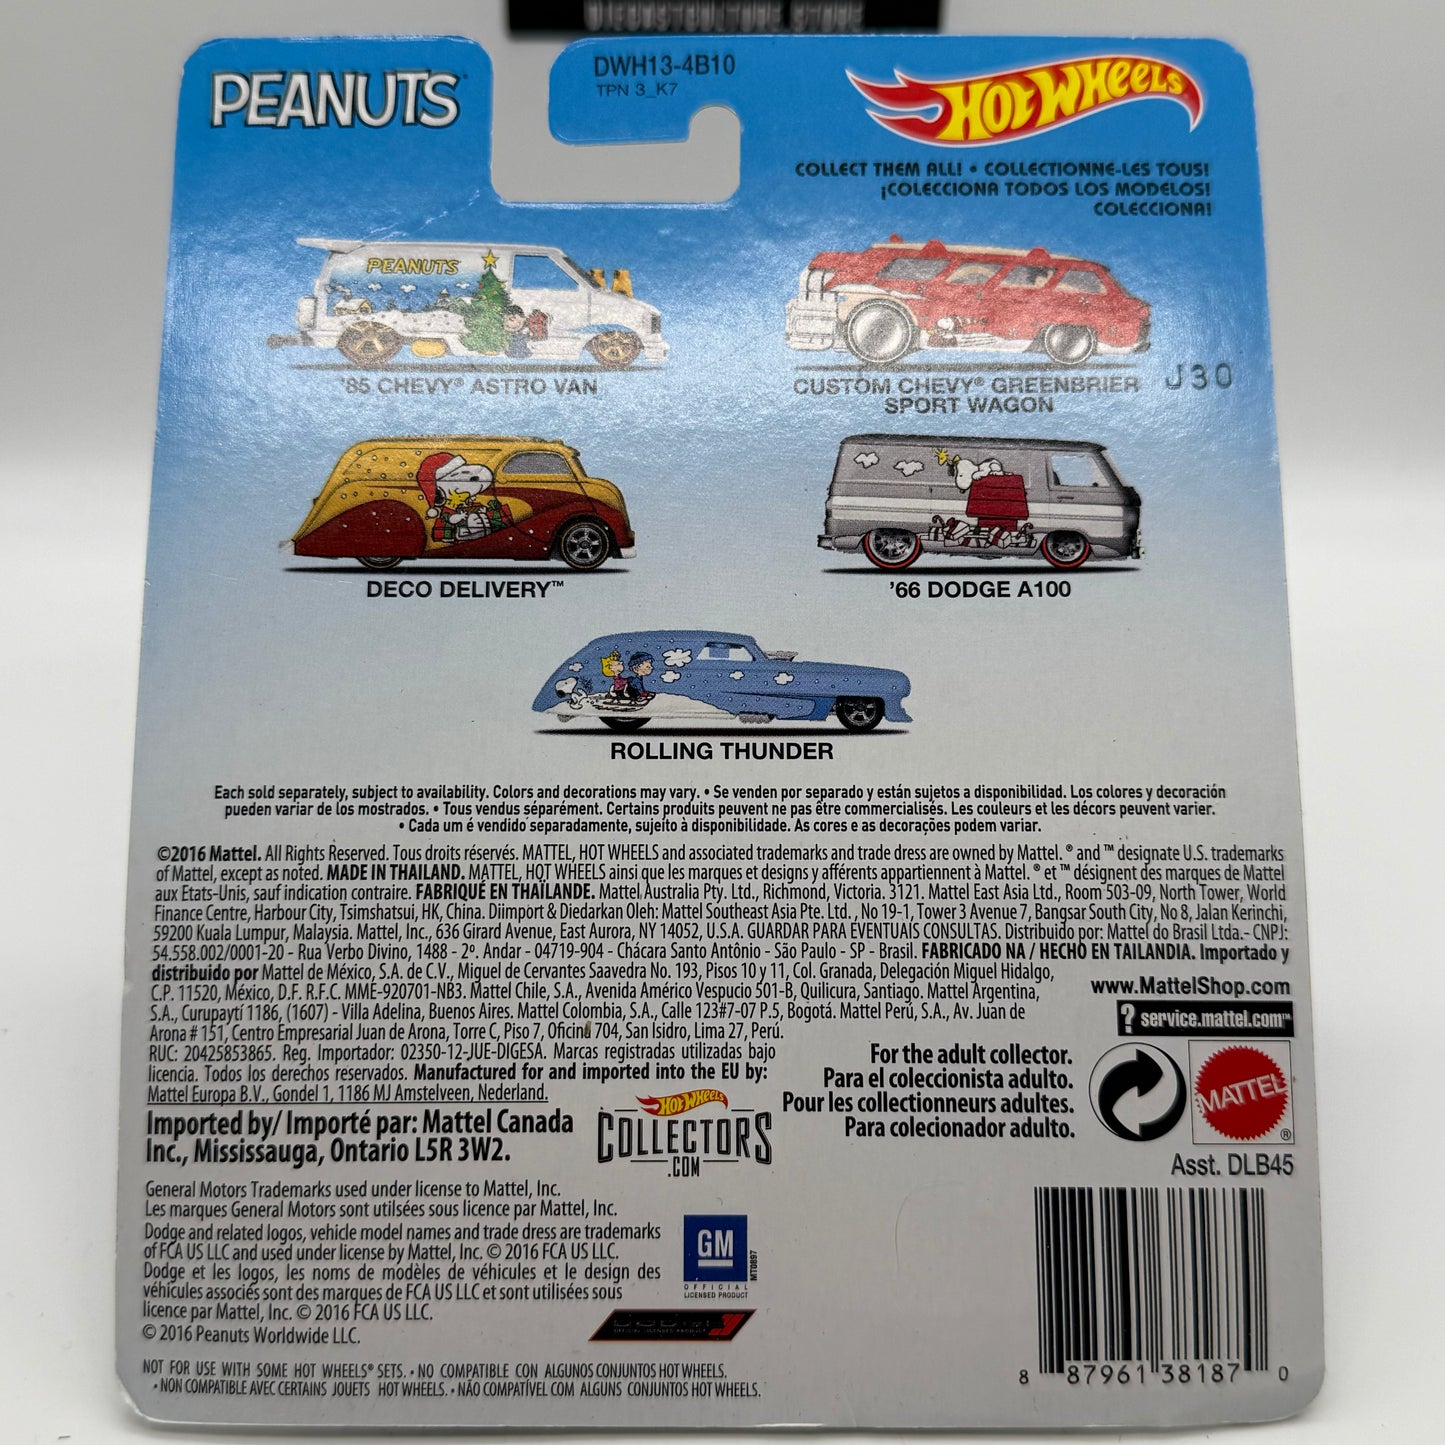 DIECASTCULTURE STORE
PEANUTS
DWH13-4B10
TPN 3_K7
HOT WHEELS
COLLECT THEM ALL! • COLLECTIONNE-LES TOUS!
¡COLECCIONA TODOS LOS MODELOS!
COLECCIONA!
PEANUTS
'85 CHEVY® ASTRO VAN
CUSTOM CHEVY® GREENBRIER
SPORT WAGON
J30
DECO DELIVERY™
'66 DODGE A100
ROLLING THUNDER
Each sold separately, subject to availability. Colors and decorations may vary. • Se venden por separado y están sujetos a disponibilidad. Los colores y decoración
pueden variar de los mostrados. • Tous vendus séparément. Certains produits peuvent ne pas être commercialisés. Les couleurs et les décors peuvent varier.
• Cada um é vendido separadamente, sujeito à disponibilidade. As cores e as decorações podem variar.
©2016 Mattel. All Rights Reserved. Tous droits réservés. MATTEL, HOT WHEELS and associated trademarks and trade dress are owned by Mattel. ® and ™ designate U.S. trademarks
of Mattel, except as noted. MADE IN THAILAND. MATTEL, HOT WHEELS ainsi que les marques et designs y afférents appartiennent à Mattel. ® et ™ désignent des marques de Mattel
aux Etats-Unis, sauf indication contraire. FABRIQUÉ EN THAÏLANDE. Mattel Australia Pty. Ltd., Richmond, Victoria. 3121. Mattel East Asia Ltd., Room 503-09, North Tower, World
Finance Centre, Harbour City, Tsimshatsui, HK, China. Diimport & Diedarkan Oleh: Mattel Southeast Asia Pte. Ltd. , No 19-1, Tower 3 Avenue 7, Bangsar South City, No 8, Jalan Kerinchi,
59200 Kuala Lumpur, Malaysia. Mattel, Inc., 636 Girard Avenue, East Aurora, NY 14052, U.S.A. GUARDAR PARA EVENTUAIS CONSULTAS. Distribuido por: Mattel do Brasil Ltda.- CNPJ:
54.558.002/0001-20 - Rua Verbo Divino, 1488 - 2º. Andar - 04719-904 - Chácara Santo Antônio - São Paulo - SP - Brasil. FABRICADO NA / HECHO EN TAILANDIA. Importado y
distribuido por Mattel de México, S.A. de C.V., Miguel de Cervantes Saavedra No. 193, Pisos 10 y 11, Col. Granada, Delegación Miguel Hidalgo,
C.P. 11520, México, D.F. R.F.C. MME-920701-NB3. Mattel Chile, S.A., Avenida Américo Vespucio 501-B, Quilicura, Santiago. Mattel Argentina,
S.A., Curupaytí 1186, (1607) - Villa Adelina, Buenos Aires. Mattel Colombia, S.A., Calle 123#7-07 P.5, Bogotá. Mattel Perú, S.A., Av. Juan de
Arona # 151, Centro Empresarial Juan de Arona, Torre C, Piso 7, Oficina 704, San Isidro, Lima 27, Perú.
RUC: 20425853865. Reg. Importador: 02350-12-JUE-DIGESA. Marcas registradas utilizadas bajo
licencia. Todos los derechos reservados. Manufactured for and imported into the EU by:
Mattel Europa B.V., Gondel 1, 1186 MJ Amstelveen, Nederland.
www.MattelShop.com
? service.mattel.com™
For the adult collector.
Para el coleccionista adulto.
Pour les collectionneurs adultes.
Para colecionador adulto.
MATTEL®
Imported by/ Importé par: Mattel Canada
Inc., Mississauga, Ontario L5R 3W2.
HOT WHEELS
COLLECTORS
.COM
Asst. DLB45
General Motors Trademarks used under license to Mattel, Inc.
Les marques General Motors sont utilsées sous licence par Mattel, Inc.
Dodge and related logos, vehicle model names and trade dress are trademarks
of FCA US LLC and used under license by Mattel, Inc. © 2016 FCA US LLC.
Dodge et les logos, les noms de modèles de véhicules et le design des
véhicules associés sont des marques de FCA US LLC et sont utilisées sous
licence par Mattel, Inc. © 2016 FCA US LLC.
© 2016 Peanuts Worldwide LLC.
GM
MT0897
OFFICIAL
LICENSED PRODUCT
DODGE
OFFICIAL LICENSED PRODUCT
NOT FOR USE WITH SOME HOT WHEELS® SETS. • NO COMPATIBLE CON ALGUNOS CONJUNTOS HOT WHEELS.
• NON COMPATIBLE AVEC CERTAINS JOUETS HOT WHEELS. • NÃO COMPATÍVEL COM ALGUNS CONJUNTOS HOT WHEELS.
8 87961 38187 0